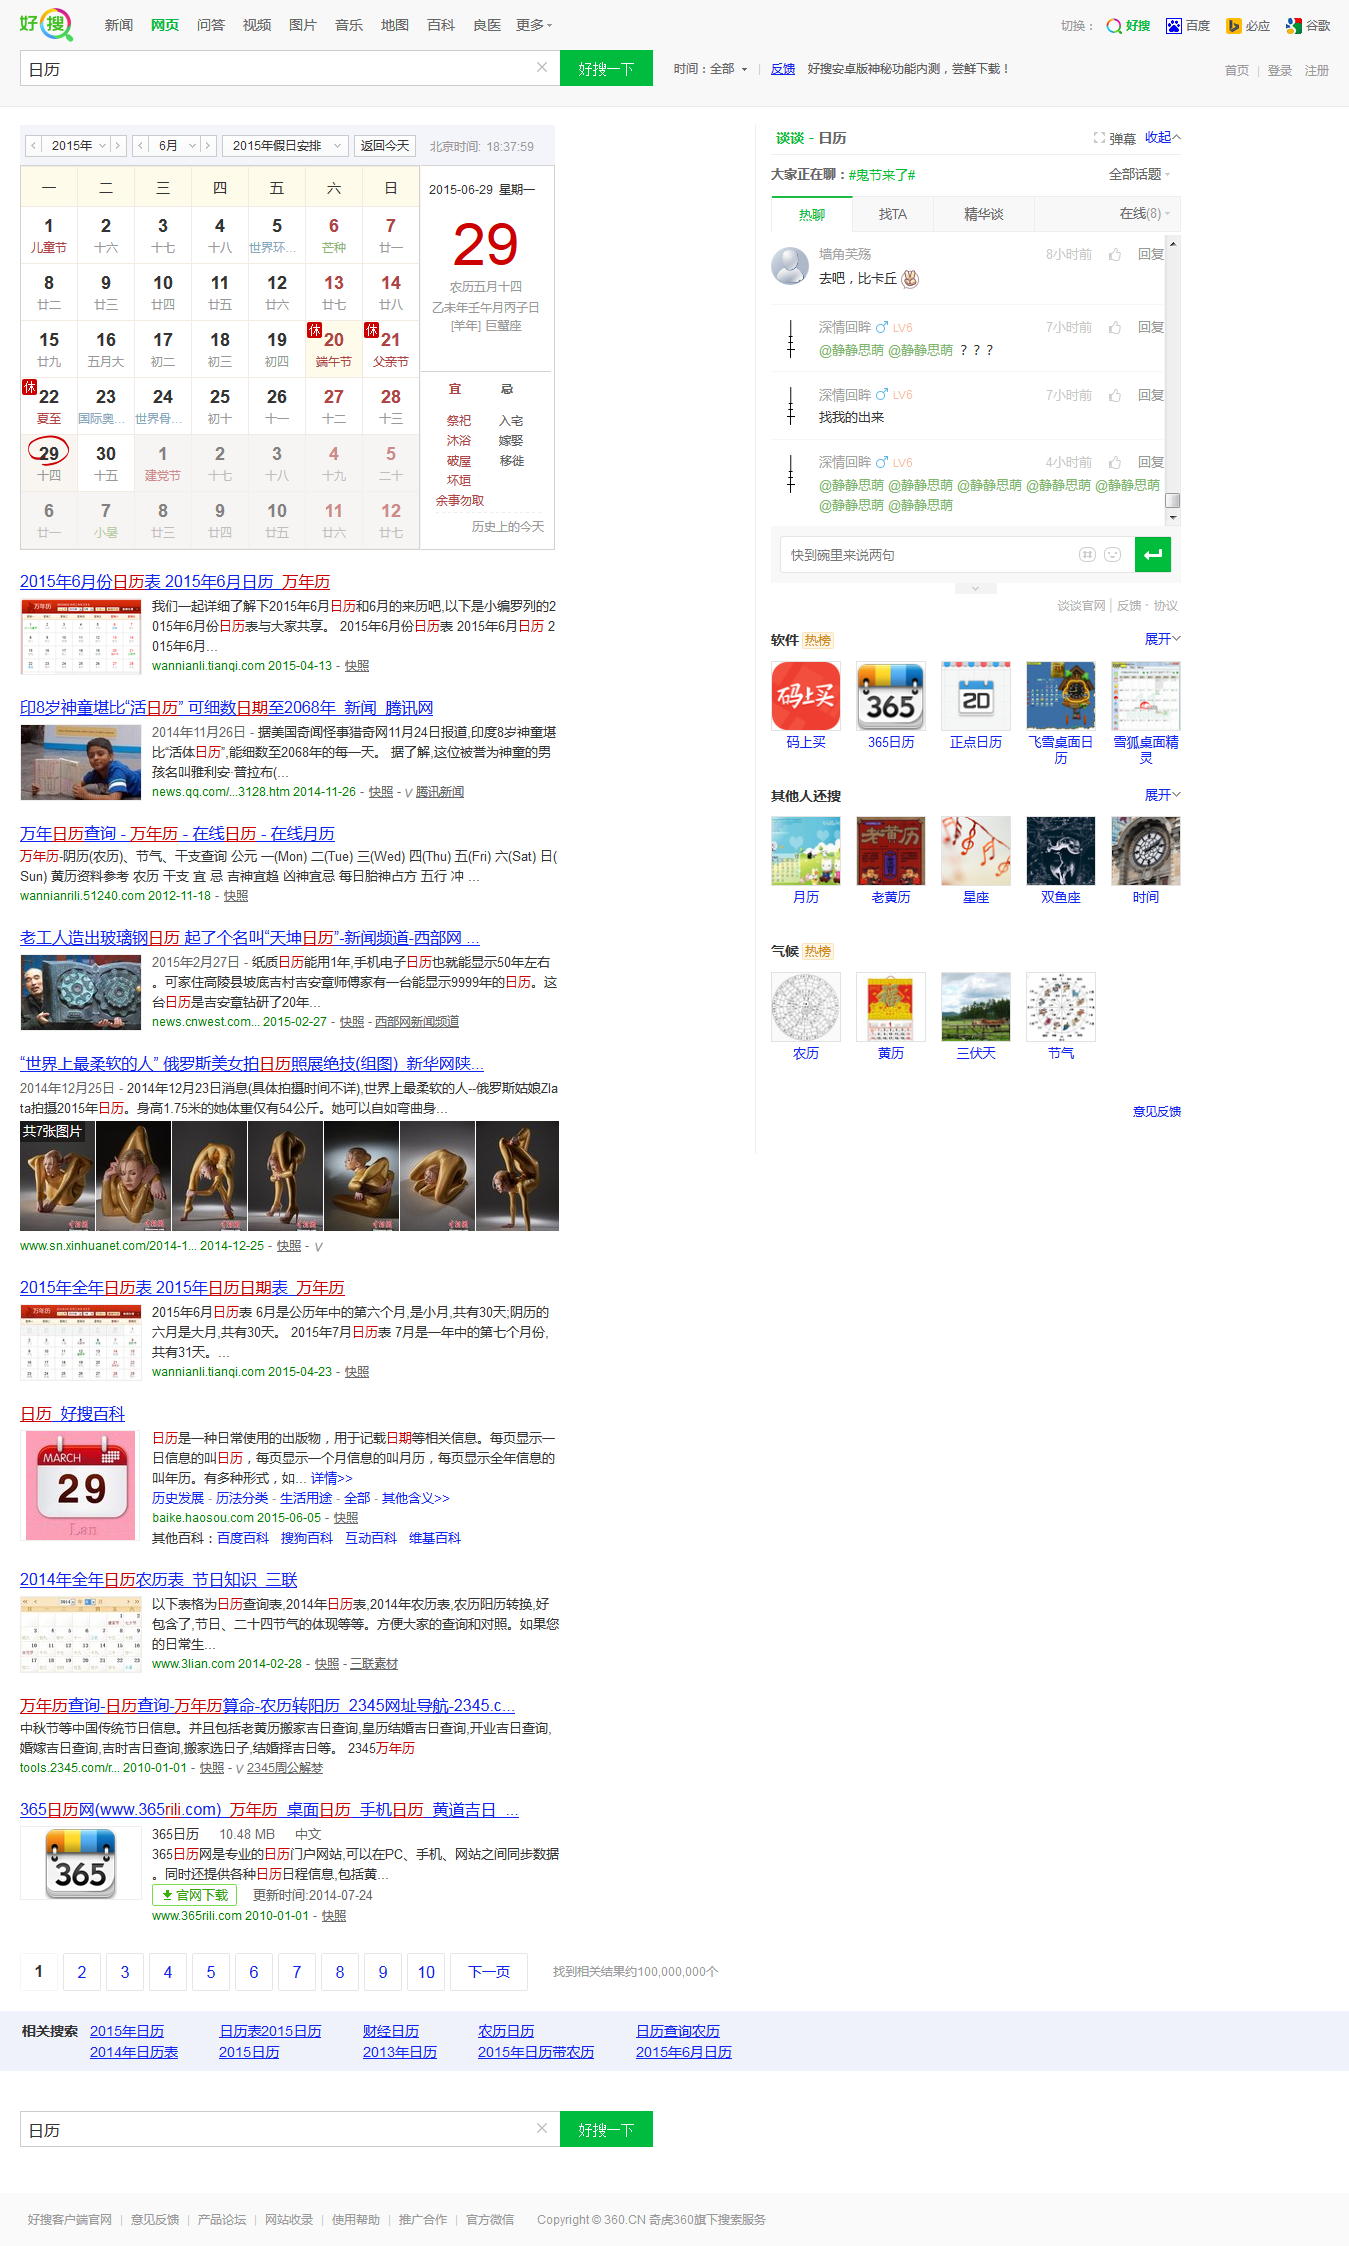 好搜 新闻 网页 问答 视频 图片 音乐 地图 百科 良医 更多 切换： 好搜 百度 必应 谷歌
日历 好搜一下 时间：全部 反馈 好搜安卓版神秘功能内测，尝鲜下载！ 首页 登录 注册
2015年 6月 2015年假日安排 返回今天 北京时间: 18:37:59
一 二 三 四 五 六 日
1 2 3 4 5 6 7
儿童节 十六 十七 十八 世界环... 芒种 廿一
8 9 10 11 12 13 14
廿二 廿三 廿四 廿五 廿六 廿七 廿八
15 16 17 18 19 休 20 休 21
廿九 五月大 初二 初三 初四 端午节 父亲节
休 22 23 24 25 26 27 28
夏至 国际奥... 世界骨... 初十 十一 十二 十三
29 30 1 2 3 4 5
十四 十五 建党节 十七 十八 十九 二十
6 7 8 9 10 11 12
廿一 小暑 廿三 廿四 廿五 廿六 廿七
2015-06-29 星期一
29
农历五月十四
乙未年壬午月丙子日
[羊年] 巨蟹座
宜 忌
祭祀 入宅
沐浴 嫁娶
破屋 移徙
坏垣
余事勿取
历史上的今天
2015年6月份日历表 2015年6月日历_万年历
我们一起详细了解下2015年6月日历和6月的来历吧,以下是小编罗列的2
015年6月份日历表与大家共享。 2015年6月份日历表 2015年6月日历 2
015年6月...
wannianli.tianqi.com 2015-04-13 - 快照
印8岁神童堪比“活日历” 可细数日期至2068年_新闻_腾讯网
2014年11月26日 - 据美国奇闻怪事猎奇网11月24日报道,印度8岁神童堪
比“活体日历”,能细数至2068年的每一天。 据了解,这位被誉为神童的男
孩名叫雅利安·普拉布(...
news.qq.com/...3128.htm 2014-11-26 - 快照 - V 腾讯新闻
万年日历查询 - 万年历 - 在线日历 - 在线月历
万年历-阴历(农历)、节气、干支查询 公元 一(Mon) 二(Tue) 三(Wed) 四(Thu) 五(Fri) 六(Sat) 日(
Sun) 黄历资料参考 农历 干支 宜 忌 吉神宜趋 凶神宜忌 每日胎神占方 五行 冲 ...
wannianrili.51240.com 2012-11-18 - 快照
老工人造出玻璃钢日历 起了个名叫“天坤日历”-新闻频道-西部网 ...
2015年2月27日 - 纸质日历能用1年,手机电子日历也就能显示50年左右
。可家住高陵县坡底吉村吉安章师傅家有一台能显示9999年的日历。这
台日历是吉安章钻研了20年...
news.cnwest.com... 2015-02-27 - 快照 - 西部网新闻频道
“世界上最柔软的人” 俄罗斯美女拍日历照展绝技(组图)_新华网陕...
2014年12月25日 - 2014年12月23日消息(具体拍摄时间不详),世界上最柔软的人--俄罗斯姑娘Zla
ta拍摄2015年日历。身高1.75米的她体重仅有54公斤。她可以自如弯曲身...
共7张图片
www.sn.xinhuanet.com/2014-1... 2014-12-25 - 快照 - V
2015年全年日历表 2015年日历日期表_万年历
2015年6月日历表 6月是公历年中的第六个月,是小月,共有30天;阴历的
六月是大月,共有30天。 2015年7月日历表 7月是一年中的第七个月份,
共有31天。...
wannianli.tianqi.com 2015-04-23 - 快照
日历_好搜百科
MARCH
29
Lan
日历是一种日常使用的出版物，用于记载日期等相关信息。每页显示一
日信息的叫日历，每页显示一个月信息的叫月历，每页显示全年信息的
叫年历。有多种形式，如... 详情>>
历史发展 - 历法分类 - 生活用途 - 全部 - 其他含义>>
baike.haosou.com 2015-06-05 - 快照
其他百科：百度百科 搜狗百科 互动百科 维基百科
2014年全年日历农历表_节日知识_三联
以下表格为日历查询表,2014年日历表,2014年农历表,农历阳历转换,好
包含了,节日、二十四节气的体现等等。方便大家的查询和对照。如果您
的日常生...
www.3lian.com 2014-02-28 - 快照 - 三联素材
万年历查询-日历查询-万年历算命-农历转阳历_2345网址导航-2345.c...
中秋节等中国传统节日信息。并且包括老黄历搬家吉日查询,皇历结婚吉日查询,开业吉日查询,
婚嫁吉日查询,吉时吉日查询,搬家选日子,结婚择吉日等。 2345万年历
tools.2345.com/r... 2010-01-01 - 快照 - V 2345周公解梦
365日历网(www.365rili.com)_万年历_桌面日历_手机日历_黄道吉日_...
365
365日历 10.48 MB 中文
365日历网是专业的日历门户网站,可以在PC、手机、网站之间同步数据
。同时还提供各种日历日程信息,包括黄...
官网下载 更新时间:2014-07-24
www.365rili.com 2010-01-01 - 快照
1 2 3 4 5 6 7 8 9 10 下一页 找到相关结果约100,000,000个
谈谈 - 日历 弹幕 收起
大家正在聊：#鬼节来了# 全部话题
热聊 找TA 精华谈 在线(8)
墙角芙殇 8小时前 回复
去吧，比卡丘
深情回眸 LV6 7小时前 回复
@静静思萌 @静静思萌 ？？？
深情回眸 LV6 7小时前 回复
找我的出来
深情回眸 LV6 4小时前 回复
@静静思萌 @静静思萌 @静静思萌 @静静思萌 @静静思萌
@静静思萌 @静静思萌
快到碗里来说两句
谈谈官网 | 反馈 - 协议
软件 热榜 展开
码上买 365 20
码上买 365日历 正点日历 飞雪桌面日历 雪狐桌面精灵
其他人还搜 展开
老黄历
月历 老黄历 星座 双鱼座 时间
气候 热榜
农历 黄历 三伏天 节气
意见反馈
相关搜索 2015年日历 日历表2015日历 财经日历 农历日历 日历查询农历
2014年日历表 2015日历 2013年日历 2015年日历带农历 2015年6月日历
日历 好搜一下
好搜客户端官网 | 意见反馈 | 产品论坛 | 网站收录 | 使用帮助 | 推广合作 | 官方微信 Copyright © 360.CN 奇虎360旗下搜索服务